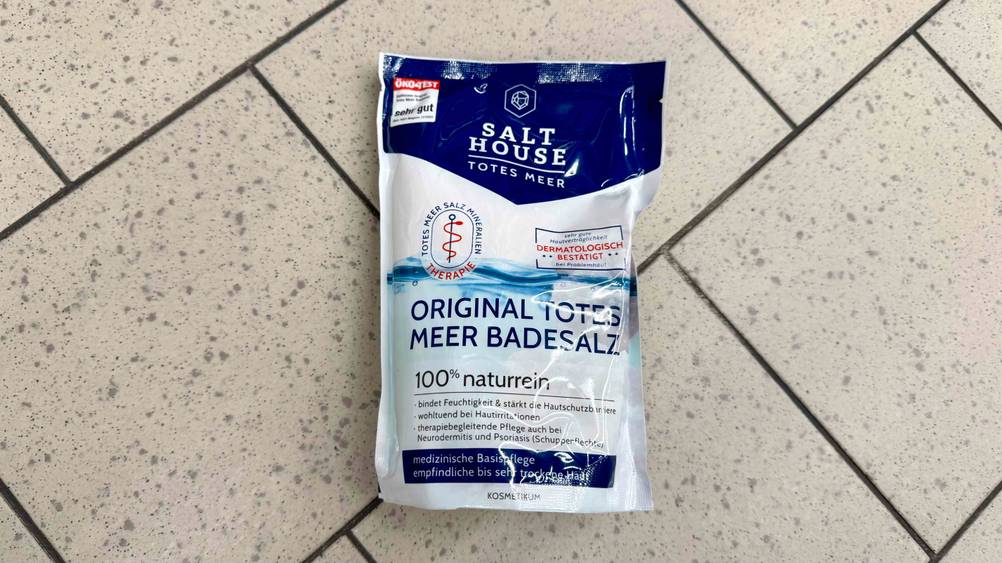 ÖKO-TEST
sehr gut
SALT
HOUSE
TOTES MEER
TOTES MEER SALZ MINERALIEN
THERAPIE
sehr gute
Hautverträglichkeit
DERMATOLOGISCH
BESTÄTIGT
bei Problemhaut
ORIGINAL TOTES
MEER BADESALZ
100% naturrein
· bindet Feuchtigkeit & stärkt die Hautschutzbarriere
· wohltuend bei Hautirritationen
· therapiebegleitende Pflege auch bei
Neurodermitis und Psoriasis (Schuppenflechte)
medizinische Basispflege
empfindliche bis sehr trockene Haut
KOSMETIKUM